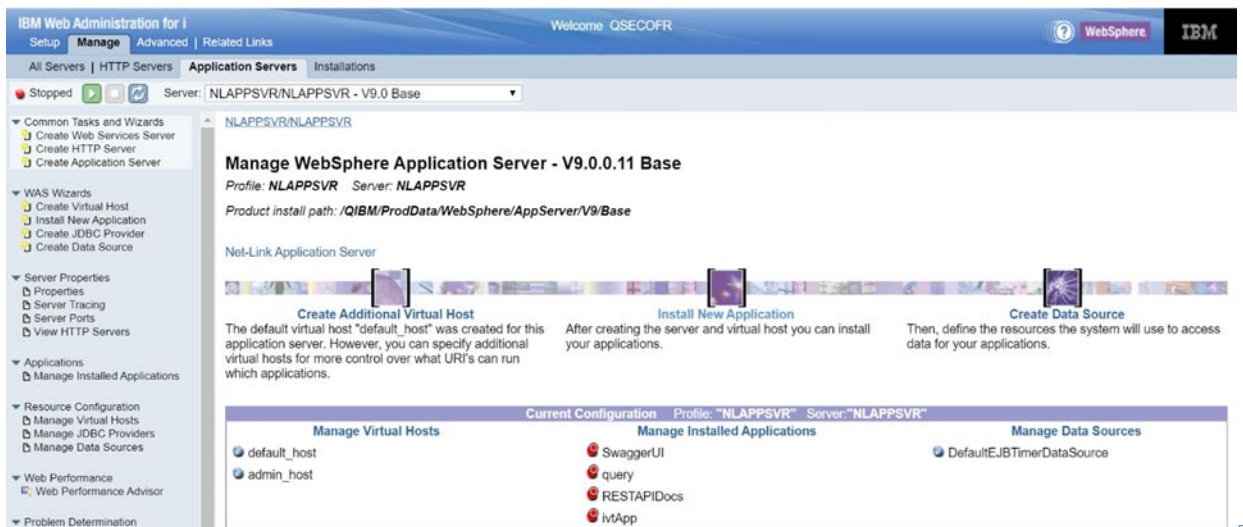 IBM Web Administration for i
Welcome QSECOFR
? WebSphere. IBM
Setup Manage Advanced | Related Links
All Servers | HTTP Servers Application Servers Installations
Stopped Server: NLAPPSVR/NLAPPSVR - V9.0 Base
Common Tasks and Wizards
Create Web Services Server
Create HTTP Server
Create Application Server
WAS Wizards
Create Virtual Host
Install New Application
Create JDBC Provider
Create Data Source
Server Properties
Properties
Server Tracing
Server Ports
View HTTP Servers
Applications
Manage Installed Applications
Resource Configuration
Manage Virtual Hosts
Manage JDBC Providers
Manage Data Sources
Web Performance
Web Performance Advisor
Problem Determination
NLAPPSVR/NLAPPSVR
Manage WebSphere Application Server - V9.0.0.11 Base
Profile: NLAPPSVR Server: NLAPPSVR
Product install path: /QIBM/ProdData/WebSphere/AppServer/V9/Base
Net-Link Application Server
Create Additional Virtual Host
The default virtual host "default_host" was created for this
application server. However, you can specify additional
virtual hosts for more control over what URI's can run
which applications.
Install New Application
After creating the server and virtual host you can install
your applications.
Create Data Source
Then, define the resources the system will use to access
data for your applications.
Current Configuration Profile: "NLAPPSVR" Server:"NLAPPSVR"
Manage Virtual Hosts
default_host
admin_host
Manage Installed Applications
SwaggerUI
query
RESTAPIDocs
ivtApp
Manage Data Sources
DefaultEJBTimerDataSource